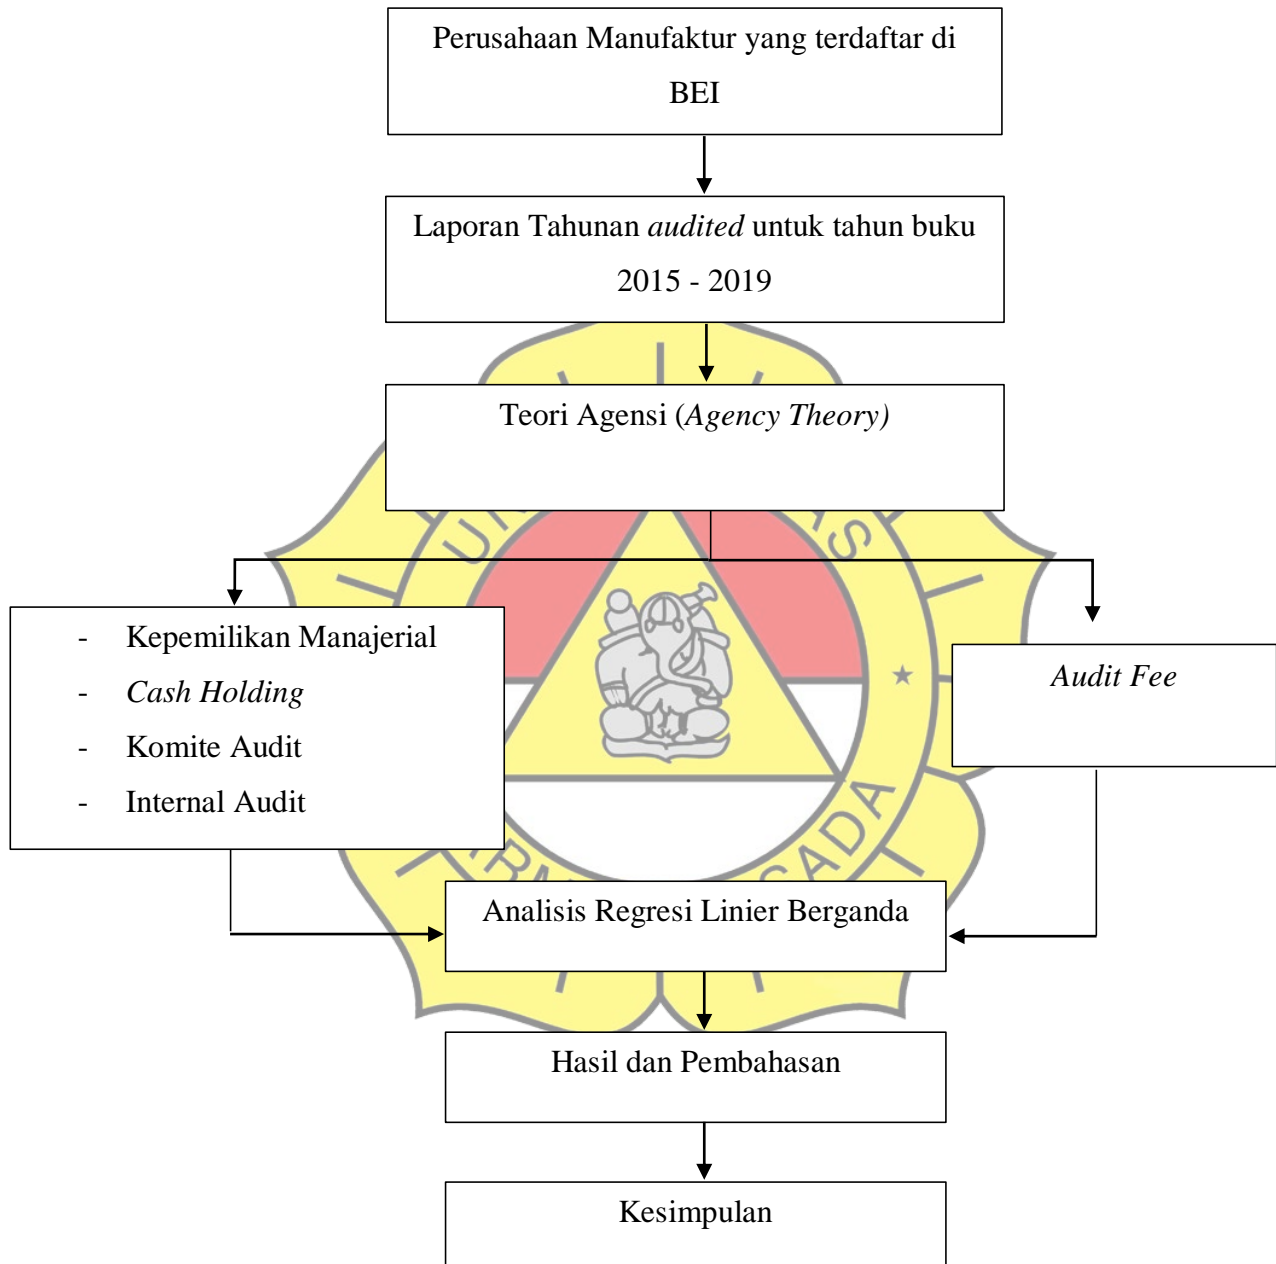 Perusahaan Manufaktur yang terdaftar di
BEI
Laporan Tahunan audited untuk tahun buku
2015 - 2019
Teori Agensi (Agency Theory)
- Kepemilikan Manajerial
- Cash Holding
- Komite Audit
- Internal Audit
Audit Fee
Analisis Regresi Linier Berganda
Hasil dan Pembahasan
Kesimpulan